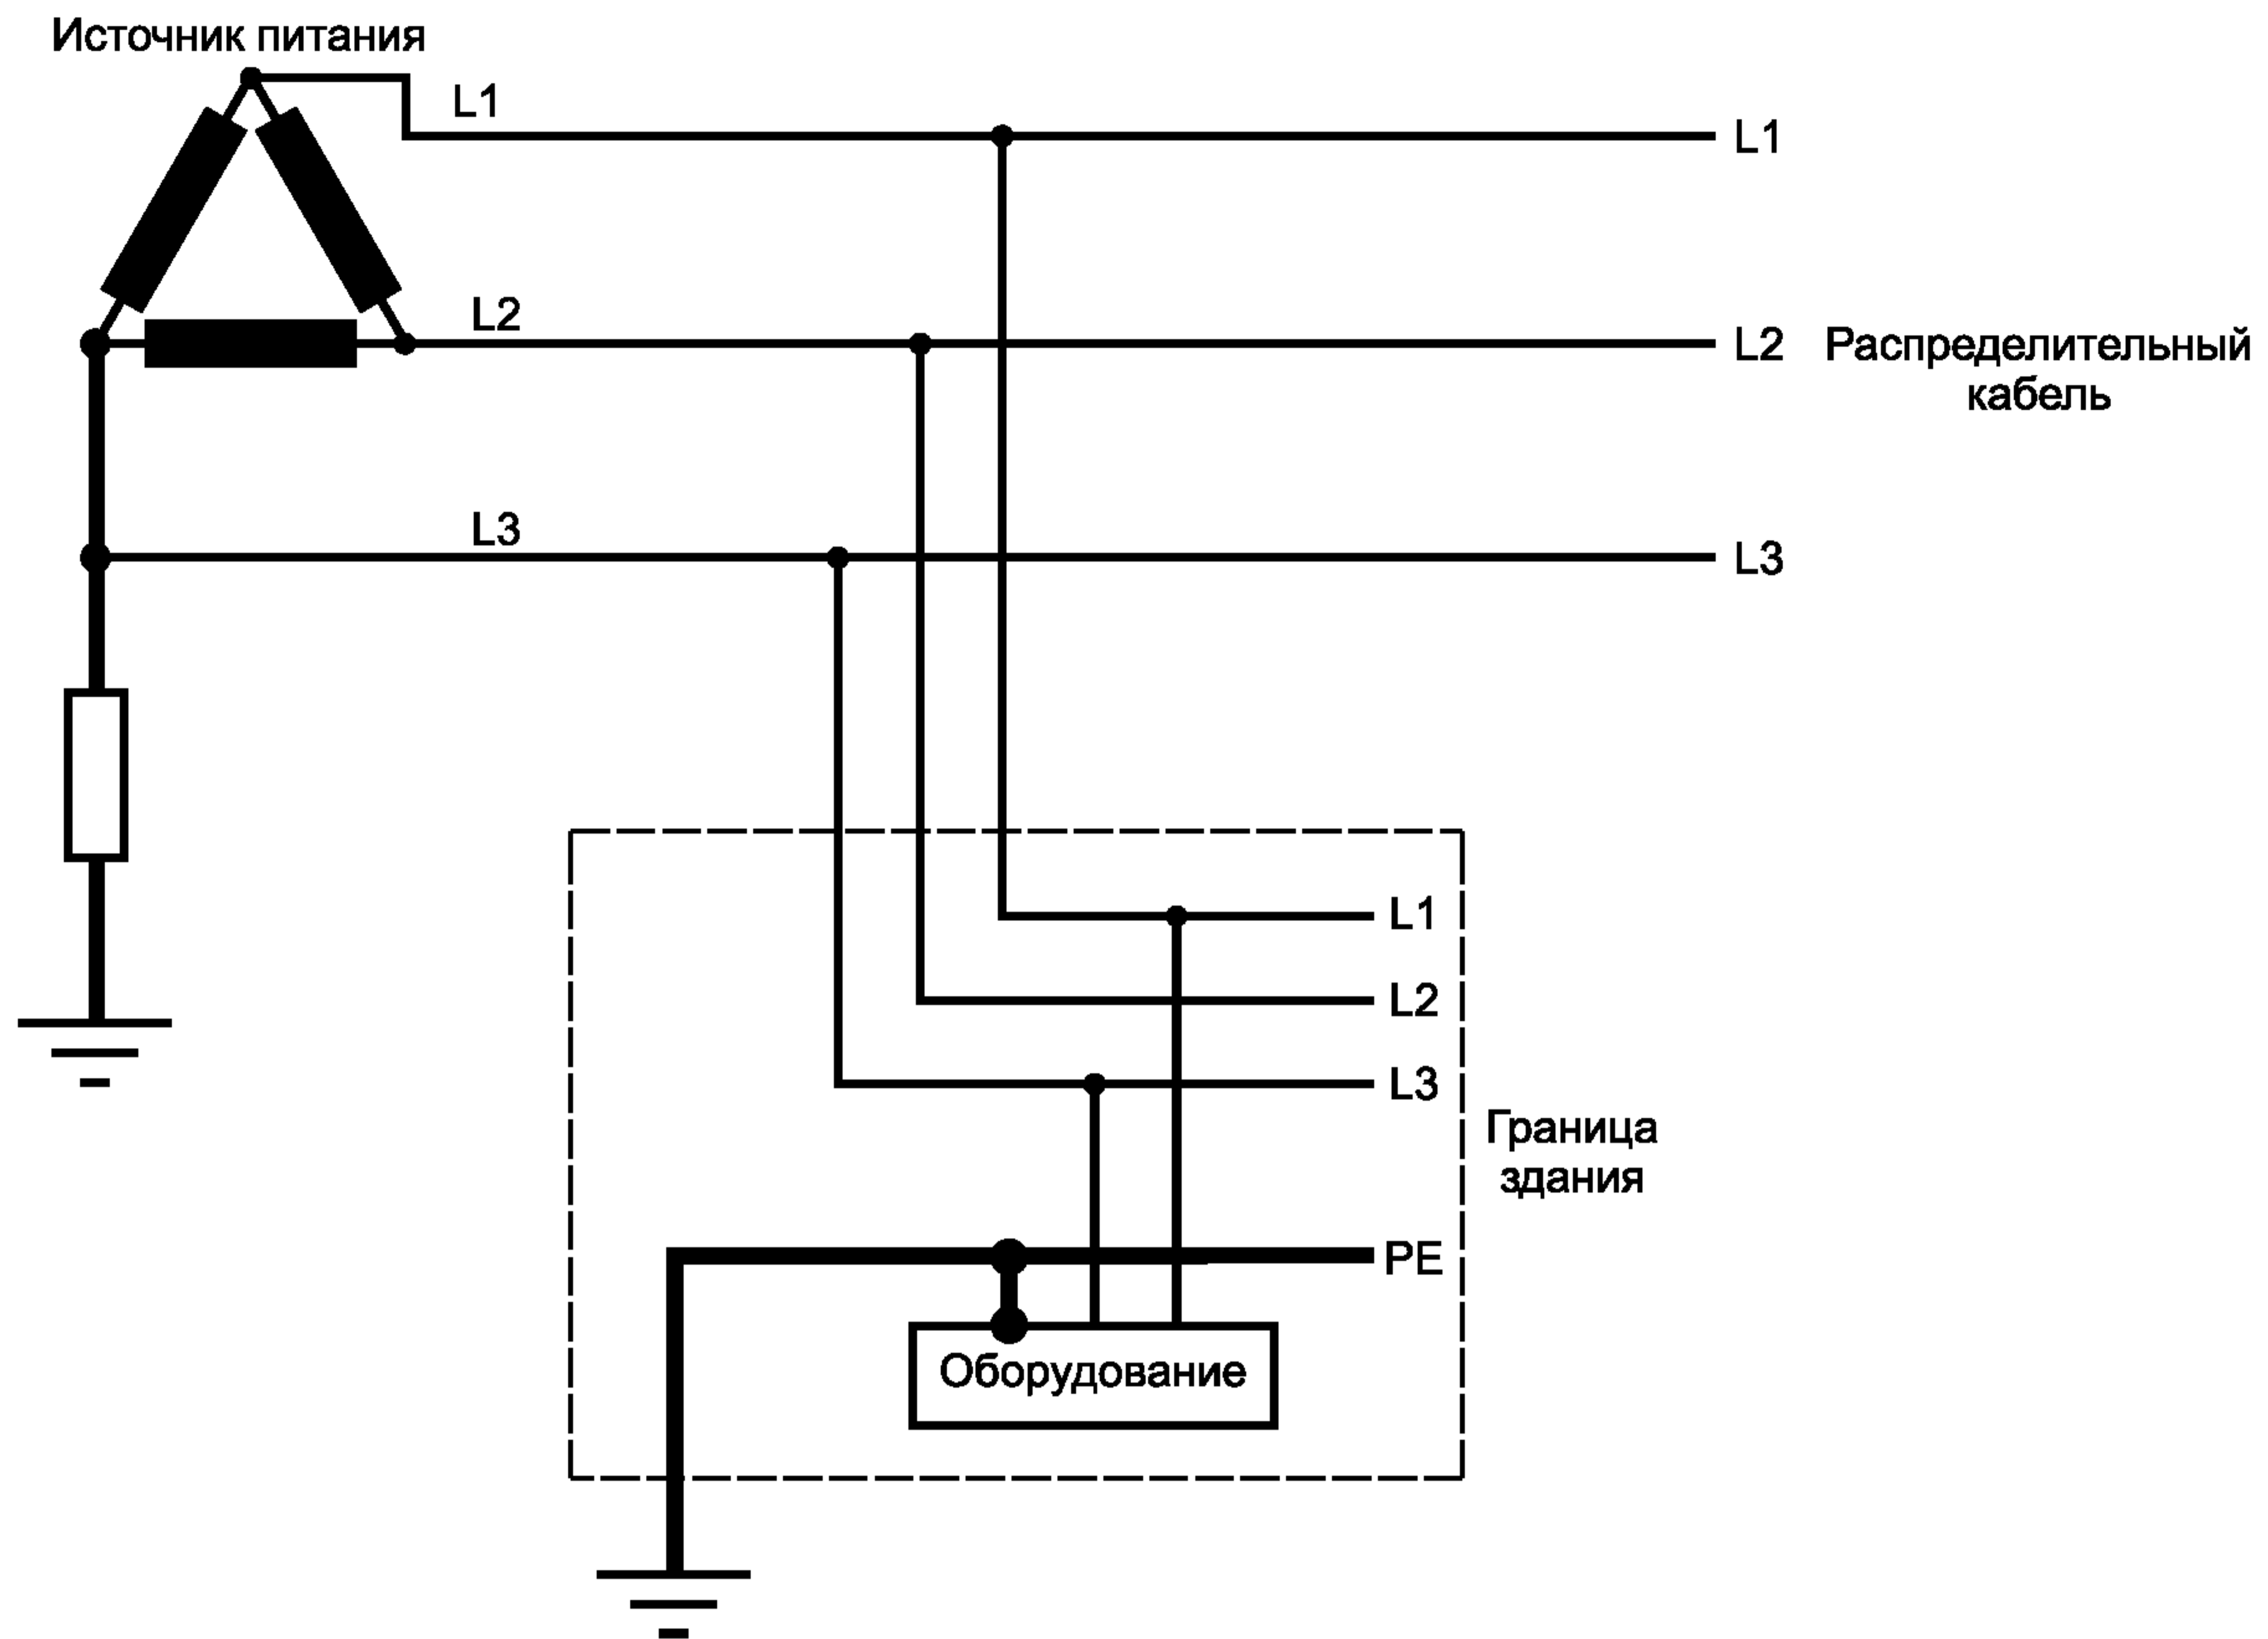 Источник питания
L1
L1
L2
L2
Распределительный
кабель
L3
L3
L1
L2
L3
Граница
здания
PE
Оборудование